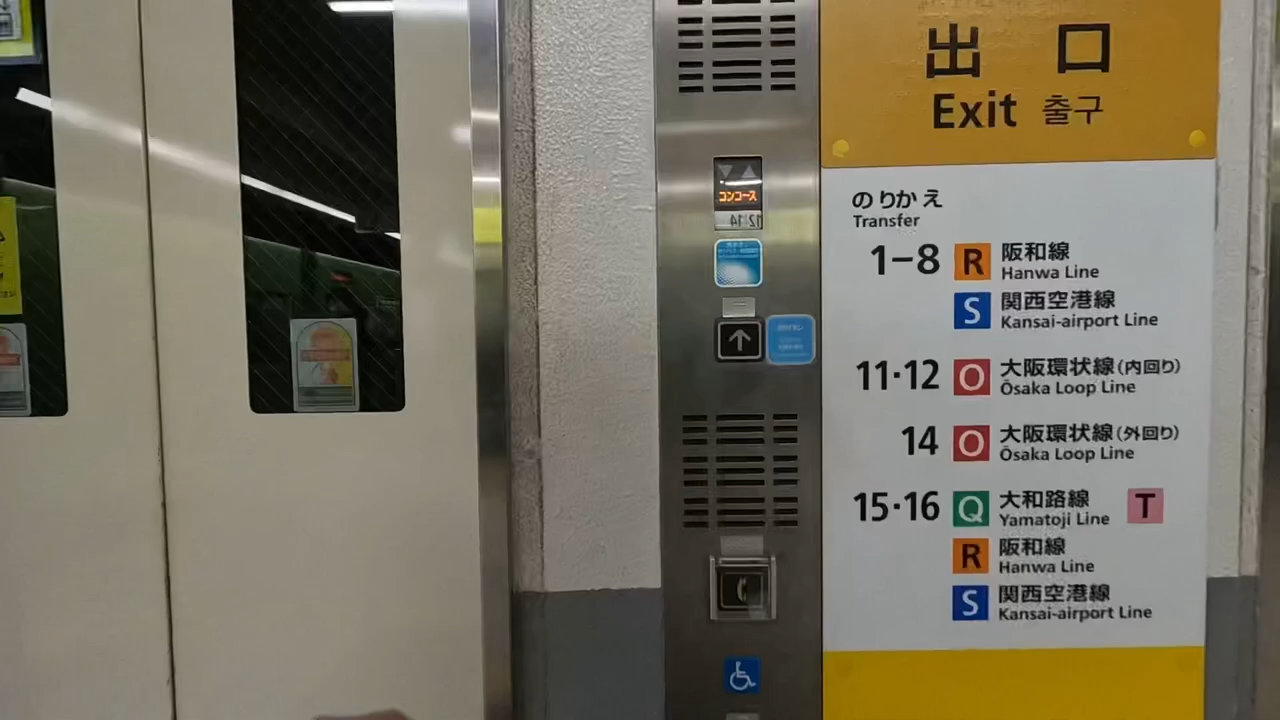 出口
Exit 출구
コンコース
のりかえ
Transfer
1-8 R 阪和線
Hanwa Line
S 関西空港線
Kansai-airport Line
11·12 O 大阪環状線(内回り)
Ōsaka Loop Line
14 O 大阪環状線(外回り)
Ōsaka Loop Line
15·16 Q 大和路線 T
Yamatoji Line
R 阪和線
Hanwa Line
S 関西空港線
Kansai-airport Line